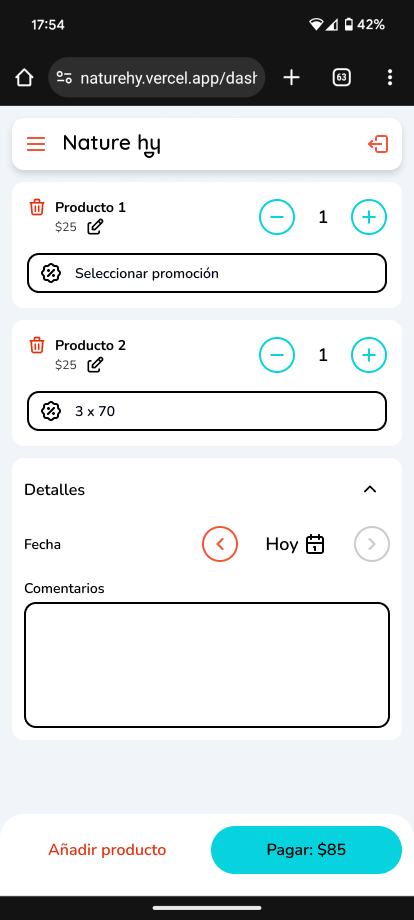 17:54
42%
naturehy.vercel.app/dash
63
Nature hy
Producto 1
$25
1
Seleccionar promoción
Producto 2
$25
1
3 x 70
Detalles
Fecha
Hoy
Comentarios
Añadir producto
Pagar: $85